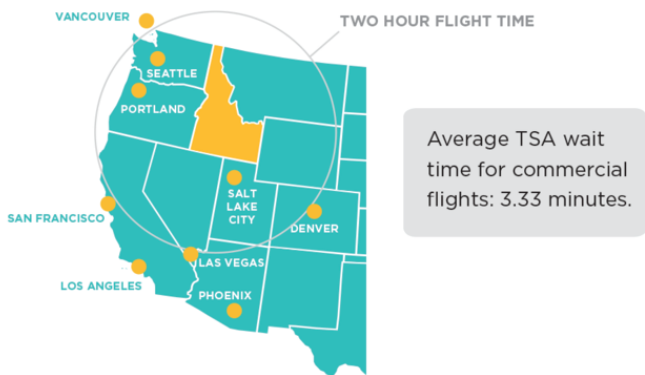 VANCOUVER
TWO HOUR FLIGHT TIME
SEATTLE
PORTLAND
Average TSA wait
time for commercial
flights: 3.33 minutes.
SALT
LAKE
CITY
SAN FRANCISCO
DENVER
LAS VEGAS
LOS ANGELES
PHOENIX